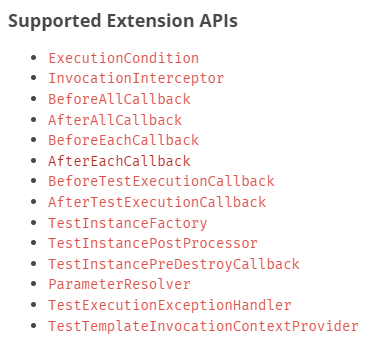 Supported Extension APIs
ExecutionCondition
InvocationInterceptor
BeforeAllCallback
AfterAllCallback
BeforeEachCallback
AfterEachCallback
BeforeTestExecutionCallback
AfterTestExecutionCallback
TestInstanceFactory
TestInstancePostProcessor
TestInstancePreDestroyCallback
ParameterResolver
TestExecutionExceptionHandler
TestTemplateInvocationContextProvider